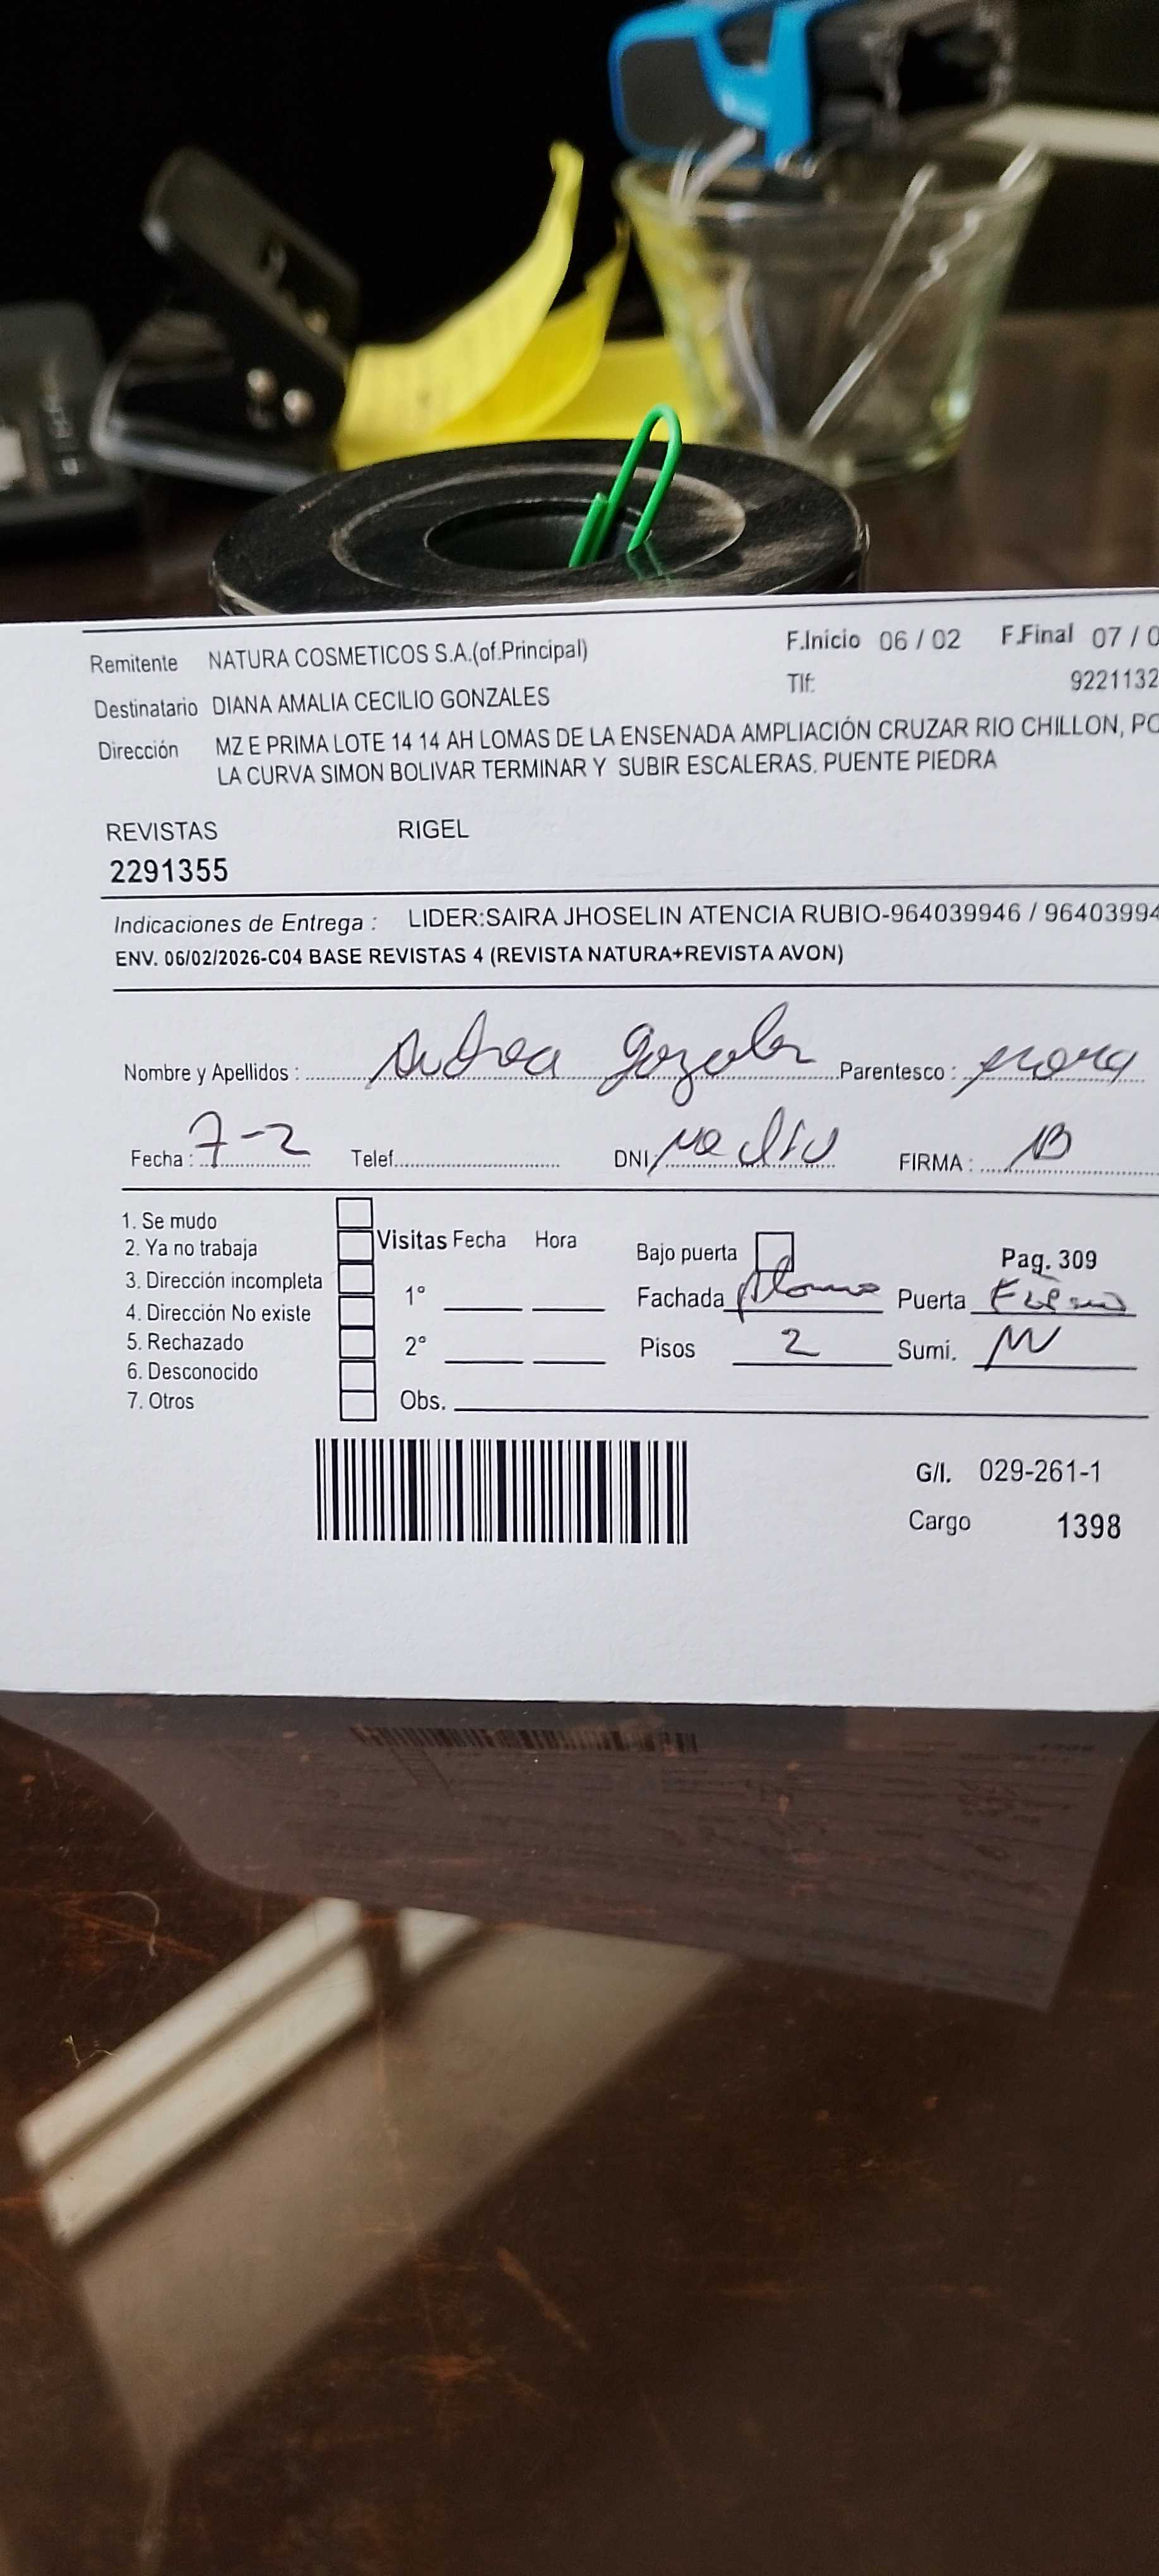 Remitente NATURA COSMETICOS S.A.(of.Principal) F.Inicio 06 / 02 F.Final 07 / 0
Destinatario DIANA AMALIA CECILIO GONZALES Tlf: 9221132
Dirección MZ E PRIMA LOTE 14 14 AH LOMAS DE LA ENSENADA AMPLIACIÓN CRUZAR RIO CHILLON, PO
LA CURVA SIMON BOLIVAR TERMINAR Y SUBIR ESCALERAS. PUENTE PIEDRA
REVISTAS RIGEL
2291355
Indicaciones de Entrega : LIDER:SAIRA JHOSELIN ATENCIA RUBIO-964039946 / 96403994
ENV. 06/02/2026-C04 BASE REVISTAS 4 (REVISTA NATURA+REVISTA AVON)
Nombre y Apellidos : Andrea Parentesco :
Fecha : 7-2 Telef. DNI FIRMA :
1. Se mudo
2. Ya no trabaja
3. Dirección incompleta
4. Dirección No existe
5. Rechazado
6. Desconocido
7. Otros
Visitas Fecha Hora
1°
2°
Obs.
Bajo puerta
Fachada
Pisos 2
Pag. 309
Puerta
Sumi.
G/l. 029-261-1
Cargo 1398